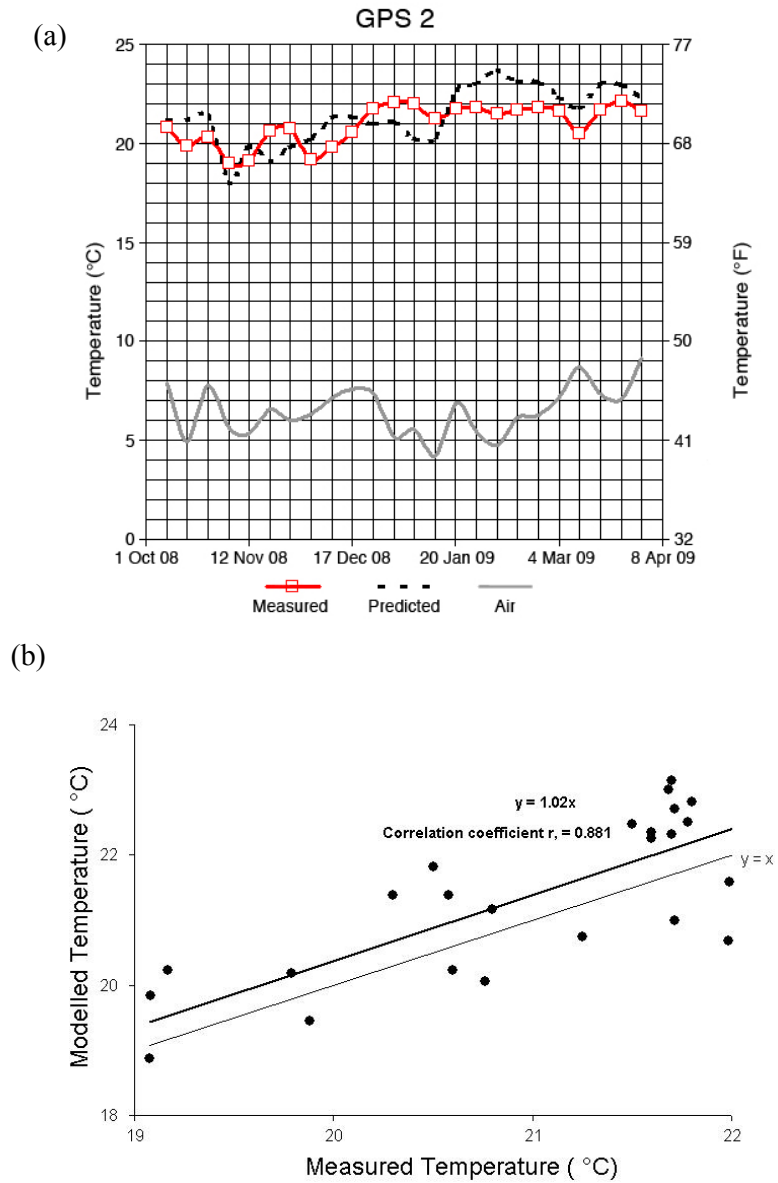 (a)
GPS 2
25
20
15
10
5
0
Temperature (°C)
77
68
59
50
41
32
Temperature (°F)
1 Oct 08 12 Nov 08 17 Dec 08 20 Jan 09 4 Mar 09 8 Apr 09
Measured Predicted Air
(b)
24
22
20
18
Modelled Temperature ( °C)
y = 1.02x
Correlation coefficient r, = 0.881
y = x
19 20 21 22
Measured Temperature ( °C)